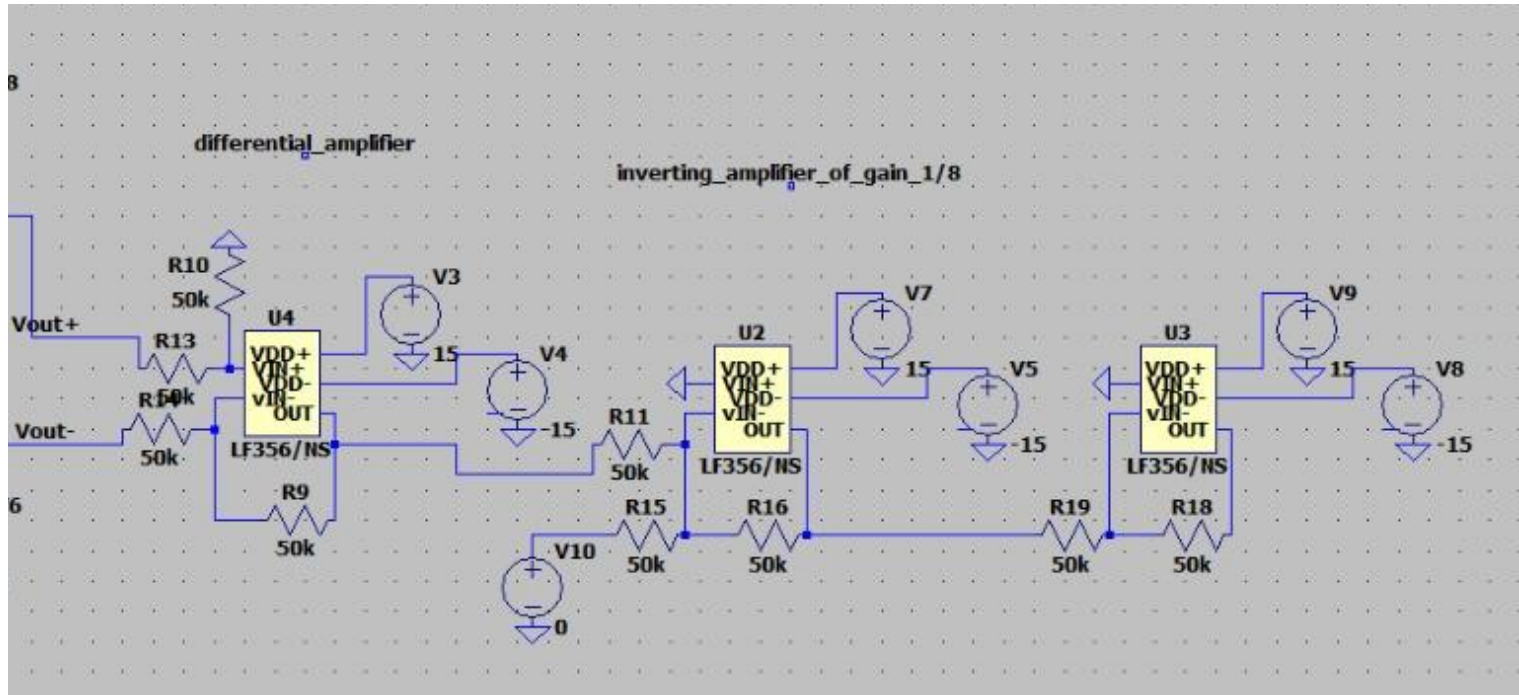 8
differential_amplifier
inverting_amplifier_of_gain_1/8
R10
50k
V3
15
Vout+
R13
50k
U4
VDD+
VIN+
VDD-
vIN-
OUT
LF356/NS
V4
-15
R14
Vout-
50k
R9
50k
R11
50k
U2
VDD+
VIN+
VDD-
vIN-
OUT
LF356/NS
V7
15
V5
-15
R15
50k
R16
50k
V10
0
6
U3
VDD+
VIN+
VDD-
vIN-
OUT
LF356/NS
V9
15
V8
-15
R19
50k
R18
50k